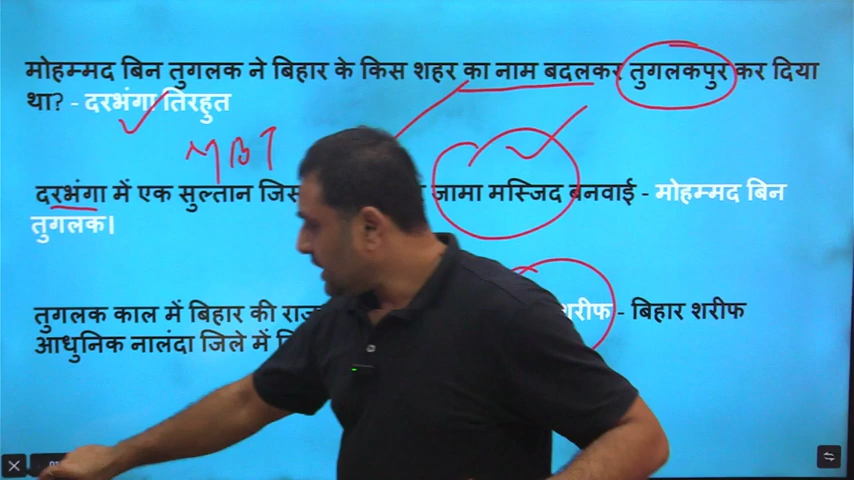 मोहम्मद बिन तुगलक ने बिहार के किस शहर का नाम बदलकर तुगलकपुर कर दिया
था? - दरभंगा तिरहुत
MBT
दरभंगा में एक सुल्तान जामा मस्जिद बनवाई - मोहम्मद बिन
तुगलक।
तुगलक काल में बिहार की शरीफ - बिहार शरीफ
आधुनिक नालंदा जिले में